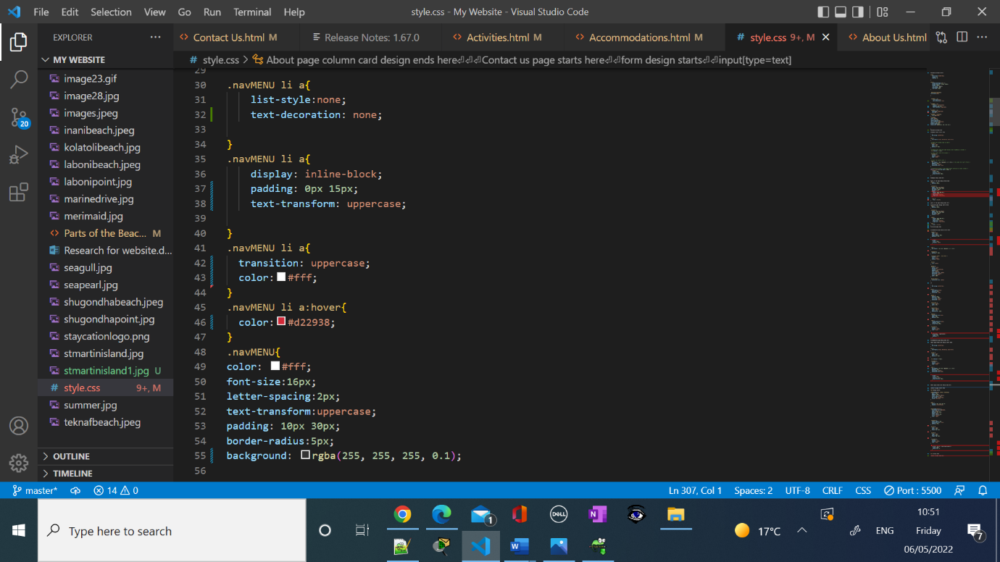 File Edit Selection View Go Run Terminal Help
style.css - My Website - Visual Studio Code
EXPLORER
Contact Us.html M
Release Notes: 1.67.0
Activities.html M
Accommodations.html M
style.css 9+, M
About Us.html
MY WEBSITE
style.css > About page column card design ends here⏎⏎⏎Contact us page starts here⏎⏎form design starts⏎⏎input[type=text]
image23.gif
image28.jpg
images.jpeg
inanibeach.jpeg
kolatolibeach.jpg
labonibeach.jpeg
labonipoint.jpg
marinedrive.jpg
merimaid.jpg
Parts of the Beac... M
Research for website.d...
seagull.jpg
seapearl.jpg
shugondhabeach.jpeg
shugondhapoint.jpg
staycationlogo.png
stmartinisland.jpg
stmartinisland1.jpg U
style.css 9+, M
summer.jpg
teknafbeach.jpeg
OUTLINE
TIMELINE
20
29
30 .navMENU li a{
31 list-style:none;
32 text-decoration: none;
33
34 }
35 .navMENU li a{
36 display: inline-block;
37 padding: 0px 15px;
38 text-transform: uppercase;
39
40 }
41 .navMENU li a{
42 transition: uppercase;
43 color:#fff;
44 }
45 .navMENU li a:hover{
46 color:#d22938;
47 }
48 .navMENU{
49 color: #fff;
50 font-size:16px;
51 letter-spacing:2px;
52 text-transform:uppercase;
53 padding: 10px 30px;
54 border-radius:5px;
55 background: rgba(255, 255, 255, 0.1);
56
master* 14 0
Ln 307, Col 1 Spaces: 2 UTF-8 CRLF CSS Port : 5500
Type here to search
1
DELL
N
W
17°C
ENG
10:51
Friday
06/05/2022
7